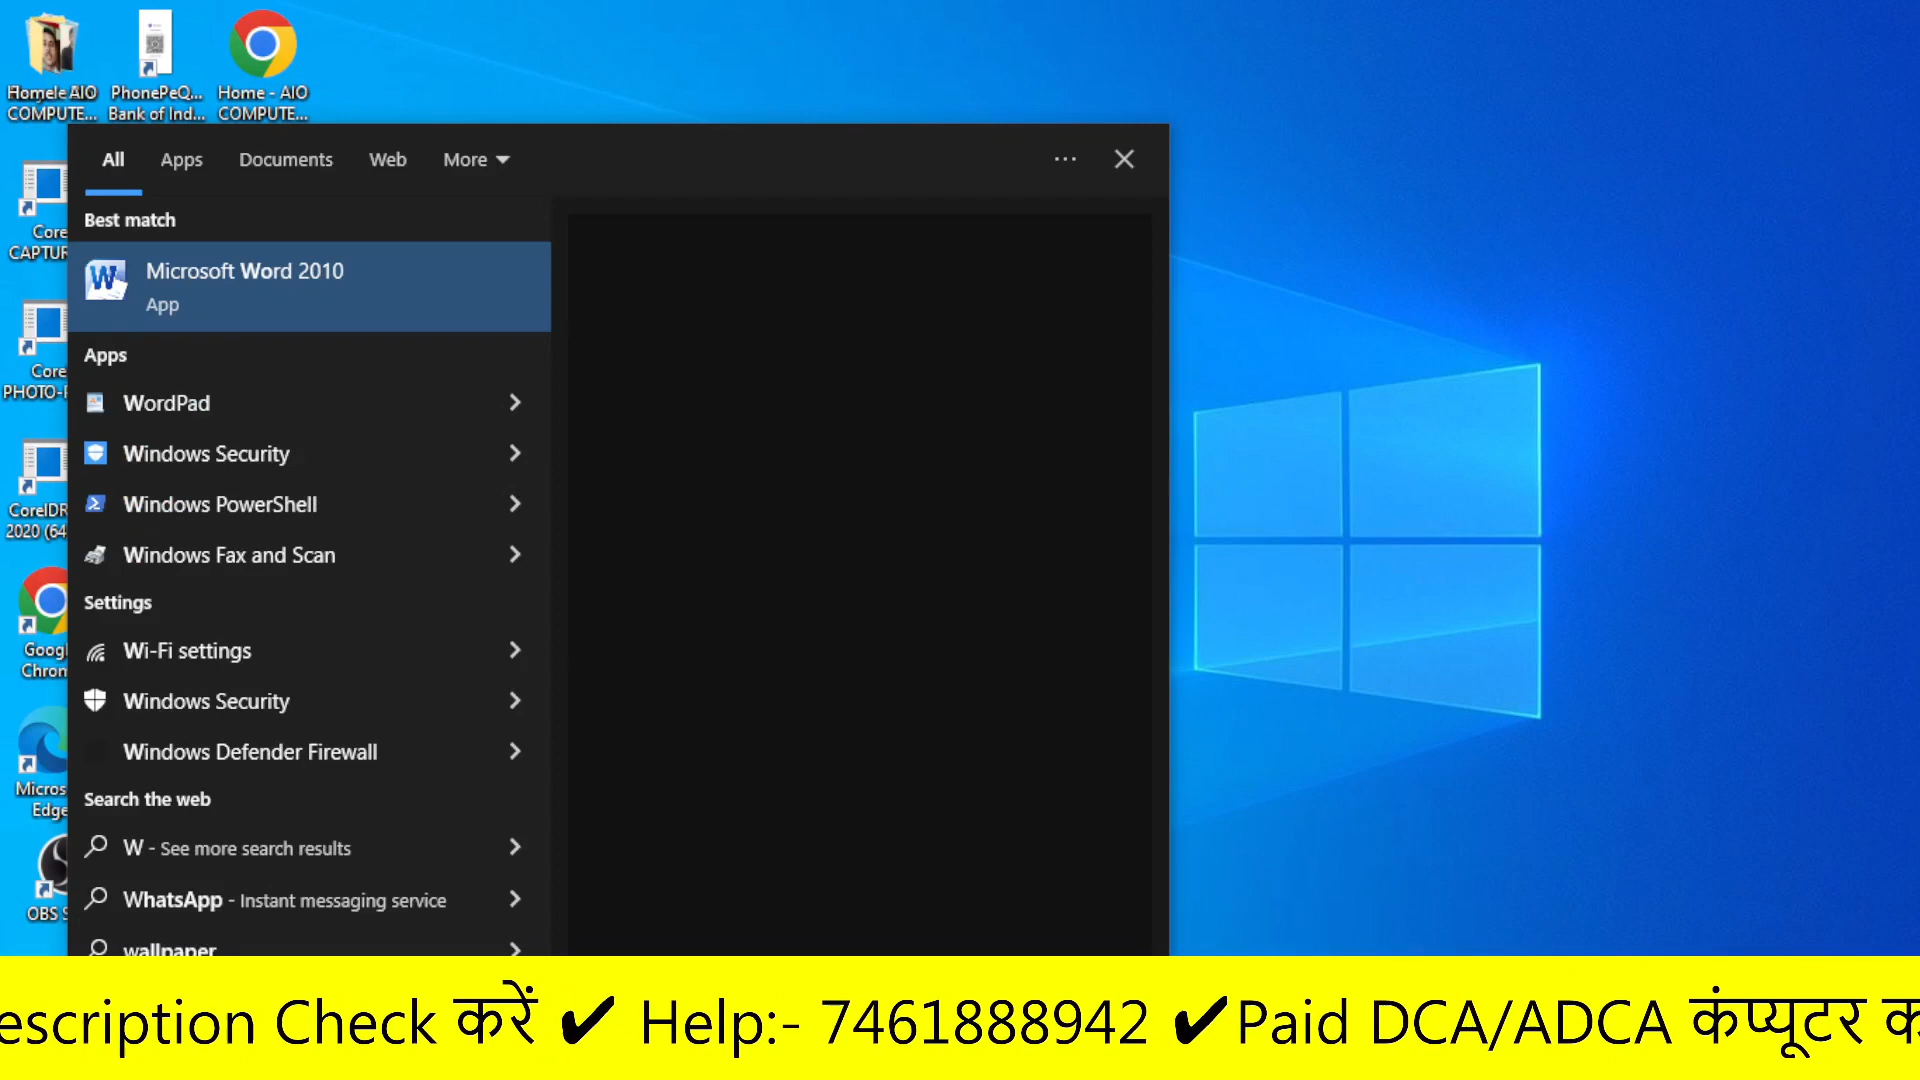 Home - AIO
COMPUTE...
PhonePeQ...
Bank of Ind...
Home - AIO
COMPUTE...
All Apps Documents Web More
Best match
Microsoft Word 2010
App
Apps
WordPad
Windows Security
Windows PowerShell
Windows Fax and Scan
Settings
Wi-Fi settings
Windows Security
Windows Defender Firewall
Search the web
W - See more search results
WhatsApp - Instant messaging service
wallpaper
Core
CAPTUR
Core
PHOTO-P
CorelDR
2020 (64
Googl
Chrom
Micros
Edge
OBS S
escription Check करें ✔ Help:- 7461888942 ✔Paid DCA/ADCA कंप्यूटर क